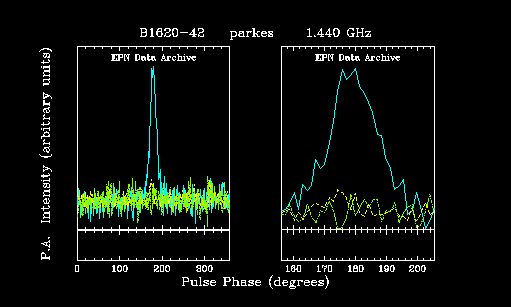 B1620-42 parkes 1.440 GHz
EPN Data Archive
EPN Data Archive
P.A. Intensity (arbitrary units)
0 100 200 300
160 170 180 190 200
Pulse Phase (degrees)